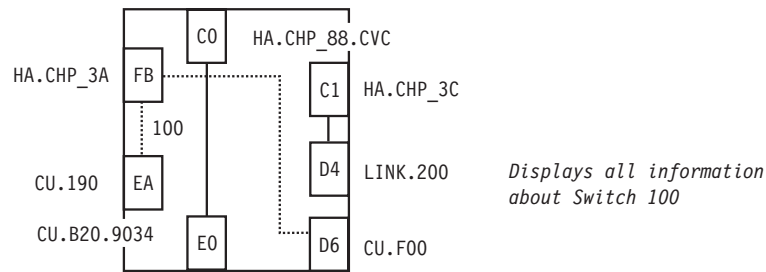 C0
HA.CHP_88.CVC
HA.CHP_3A
FB
C1
HA.CHP_3C
100
D4
LINK.200
Displays all information
about Switch 100
CU.190
EA
CU.B20.9034
E0
D6
CU.F00